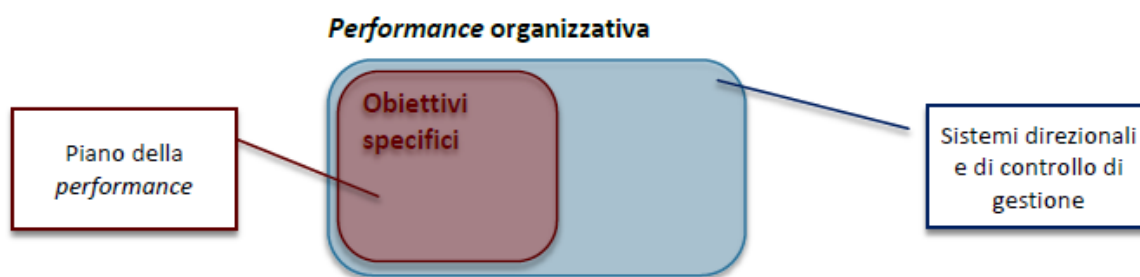 Performance organizzativa
Obiettivi
specifici
Piano della
performance
Sistemi direzionali
e di controllo di
gestione